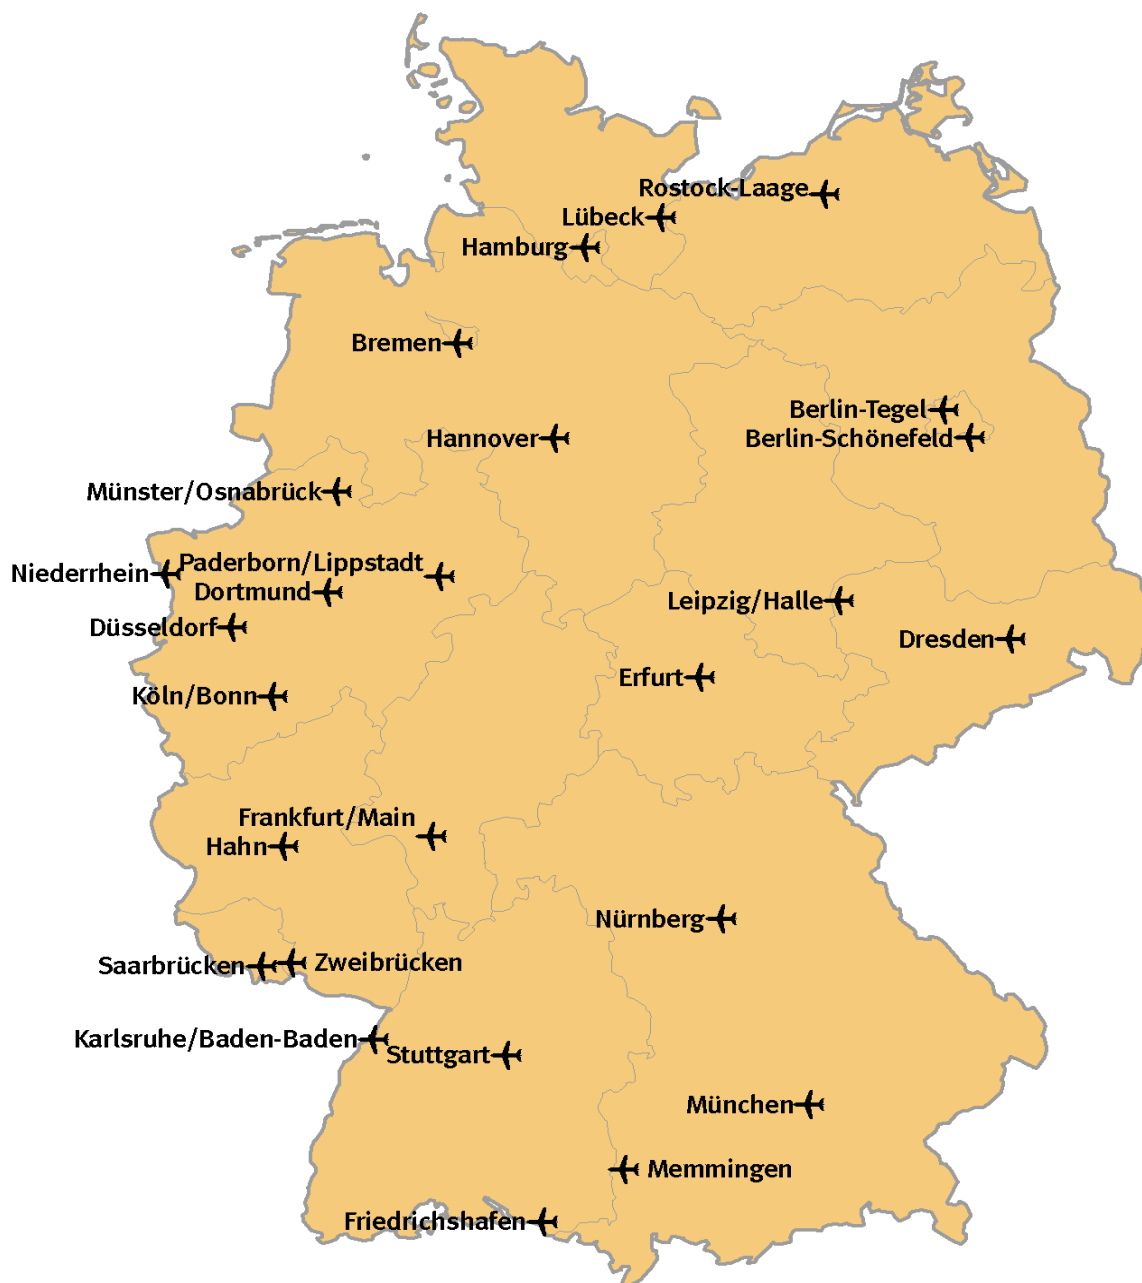 Rostock-Laage
Lübeck
Hamburg
Bremen
Berlin-Tegel
Hannover
Berlin-Schönefeld
Münster/Osnabrück
Paderborn/Lippstadt
Niederrhein
Dortmund
Leipzig/Halle
Düsseldorf
Dresden
Erfurt
Köln/Bonn
Frankfurt/Main
Hahn
Nürnberg
Saarbrücken
Zweibrücken
Karlsruhe/Baden-Baden
Stuttgart
München
Memmingen
Friedrichshafen